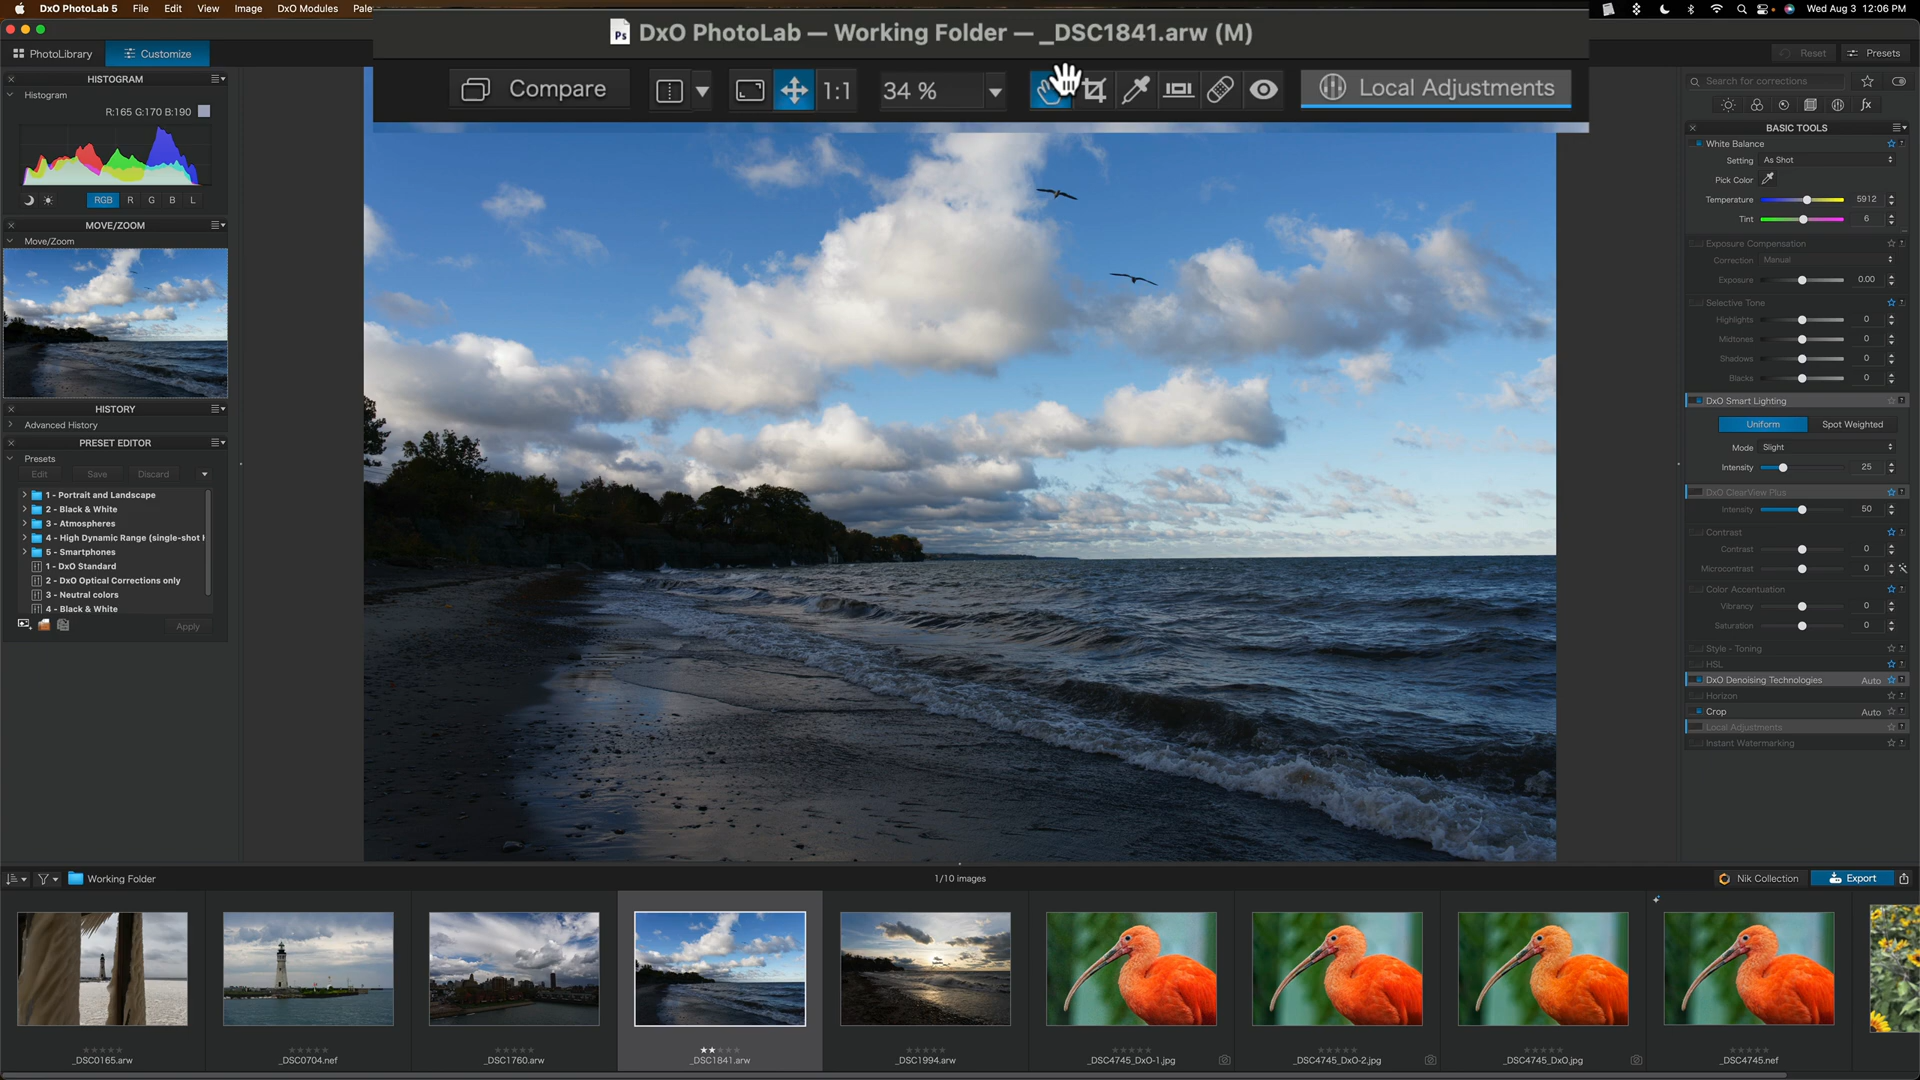 DxO PhotoLab 5 File Edit View Image DxO Modules Wed Aug 3 12:06 PM
DxO PhotoLab — Working Folder — _DSC1841.arw (M)
PhotoLibrary Customize
Compare 1:1 34 % Local Adjustments
Reset Presets
HISTOGRAM
Histogram
R:165 G:170 B:190
RGB R G B L
MOVE/ZOOM
Move/Zoom
HISTORY
Advanced History
PRESET EDITOR
Presets
Edit Save Discard
1 - Portrait and Landscape
2 - Black & White
3 - Atmospheres
4 - High Dynamic Range (single-shot
5 - Smartphones
1 - DxO Standard
2 - DxO Optical Corrections only
3 - Neutral colors
4 - Black & White
Apply
Search for corrections
fx
BASIC TOOLS
White Balance
Setting As Shot
Pick Color
Temperature 5912
Tint 6
Exposure Compensation
Correction Manual
Exposure 0.00
Selective Tone
Highlights 0
Midtones 0
Shadows 0
Blacks 0
DxO Smart Lighting
Uniform Spot Weighted
Mode Slight
Intensity 25
DxO ClearView Plus
Intensity 50
Contrast
Contrast 0
Microcontrast 0
Color Accentuation
Vibrancy 0
Saturation 0
Style - Toning
HSL
DxO Denoising Technologies Auto
Horizon
Crop Auto
Local Adjustments
Instant Watermarking
Working Folder 1/10 images Nik Collection Export
_DSC0165.arw
_DSC0704.nef
_DSC1760.arw
_DSC1841.arw
_DSC1994.arw
_DSC4745_DxO-1.jpg
_DSC4745_DxO-2.jpg
_DSC4745_DxO.jpg
_DSC4745.nef